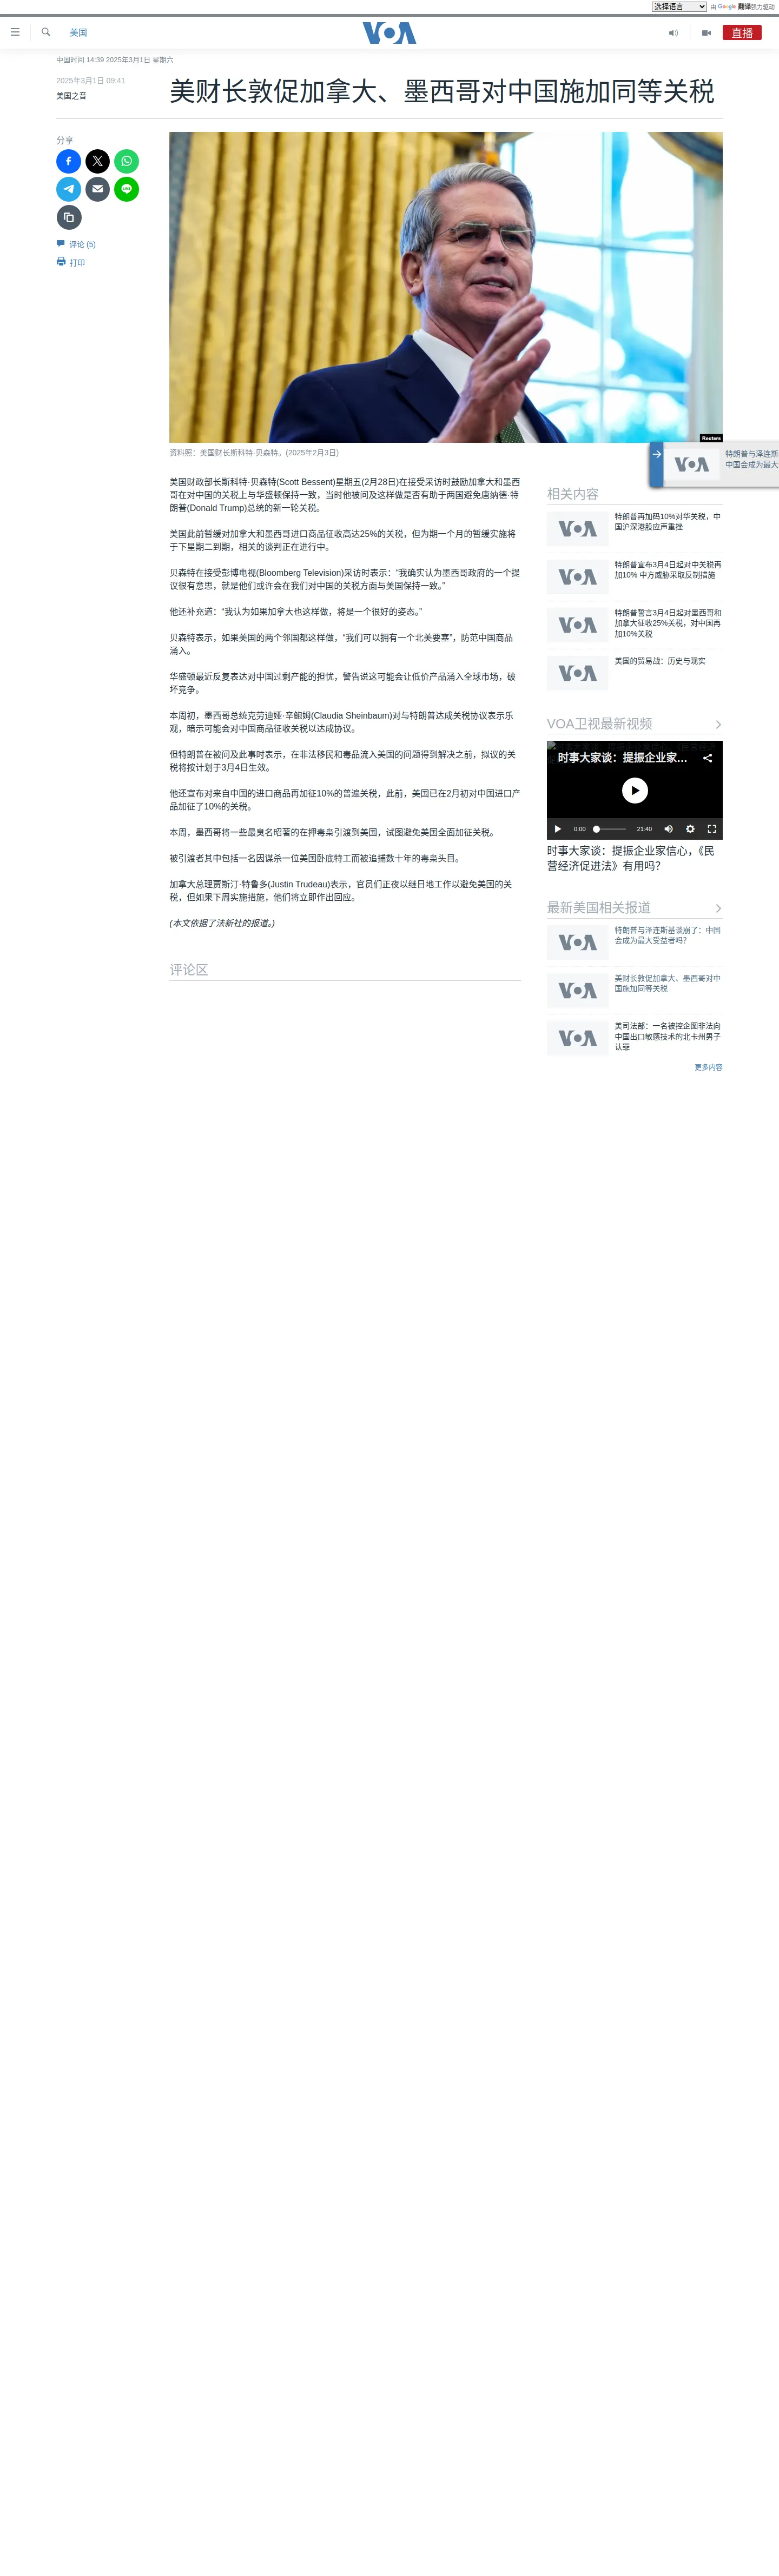 选择语言
由 Google 翻译强力驱动
美国
VOA
直播
中国时间 14:39 2025年3月1日 星期六
2025年3月1日 09:41
美国之音
美财长敦促加拿大、墨西哥对中国施加同等关税
分享
评论 (5)
打印
Reuters
资料照：美国财长斯科特·贝森特。(2025年2月3日)
美国财政部长斯科特·贝森特(Scott Bessent)星期五(2月28日)在接受采访时鼓励加拿大和墨西
哥在对中国的关税上与华盛顿保持一致，当时他被问及这样做是否有助于两国避免唐纳德·特
朗普(Donald Trump)总统的新一轮关税。
美国此前暂缓对加拿大和墨西哥进口商品征收高达25%的关税，但为期一个月的暂缓实施将
于下星期二到期，相关的谈判正在进行中。
贝森特在接受彭博电视(Bloomberg Television)采访时表示：“我确实认为墨西哥政府的一个提
议很有意思，就是他们或许会在我们对中国的关税方面与美国保持一致。”
他还补充道：“我认为如果加拿大也这样做，将是一个很好的姿态。”
贝森特表示，如果美国的两个邻国都这样做，“我们可以拥有一个北美要塞”，防范中国商品
涌入。
华盛顿最近反复表达对中国过剩产能的担忧，警告说这可能会让低价产品涌入全球市场，破
坏竞争。
本周初，墨西哥总统克劳迪娅·辛鲍姆(Claudia Sheinbaum)对与特朗普达成关税协议表示乐
观，暗示可能会对中国商品征收关税以达成协议。
但特朗普在被问及此事时表示，在非法移民和毒品流入美国的问题得到解决之前，拟议的关
税将按计划于3月4日生效。
他还宣布对来自中国的进口商品再加征10%的普遍关税，此前，美国已在2月初对中国进口产
品加征了10%的关税。
本周，墨西哥将一些最臭名昭著的在押毒枭引渡到美国，试图避免美国全面加征关税。
被引渡者其中包括一名因谋杀一位美国卧底特工而被追捕数十年的毒枭头目。
加拿大总理贾斯汀·特鲁多(Justin Trudeau)表示，官员们正夜以继日地工作以避免美国的关
税，但如果下周实施措施，他们将立即作出回应。
(本文依据了法新社的报道。)
评论区
VOA
特朗普与泽连斯
中国会成为最大
相关内容
VOA
特朗普再加码10%对华关税，中
国沪深港股应声重挫
VOA
特朗普宣布3月4日起对中关税再
加10% 中方威胁采取反制措施
VOA
特朗普誓言3月4日起对墨西哥和
加拿大征收25%关税，对中国再
加10%关税
VOA
美国的贸易战：历史与现实
VOA卫视最新视频
时事大家谈：提振企业家…
0:00
21:40
时事大家谈：提振企业家信心，《民
营经济促进法》有用吗？
最新美国相关报道
VOA
特朗普与泽连斯基谈崩了：中国
会成为最大受益者吗？
VOA
美财长敦促加拿大、墨西哥对中
国施加同等关税
VOA
美司法部：一名被控企图非法向
中国出口敏感技术的北卡州男子
认罪
更多内容